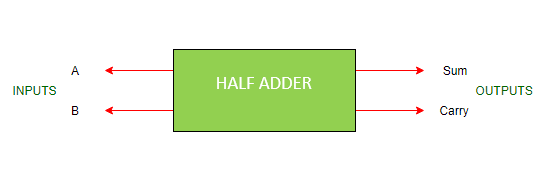 A
Sum
INPUTS
HALF ADDER
OUTPUTS
B
Carry